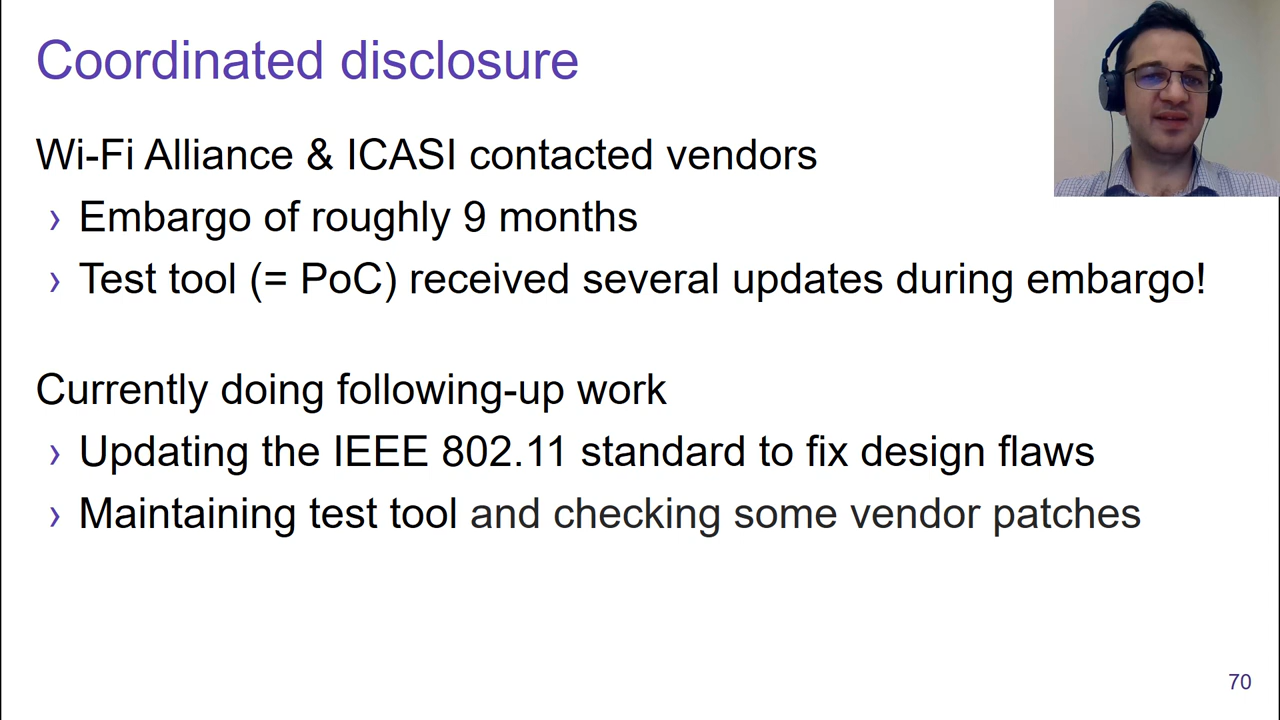 Coordinated disclosure
Wi-Fi Alliance & ICASI contacted vendors
› Embargo of roughly 9 months
› Test tool (= PoC) received several updates during embargo!
Currently doing following-up work
› Updating the IEEE 802.11 standard to fix design flaws
› Maintaining test tool and checking some vendor patches
70